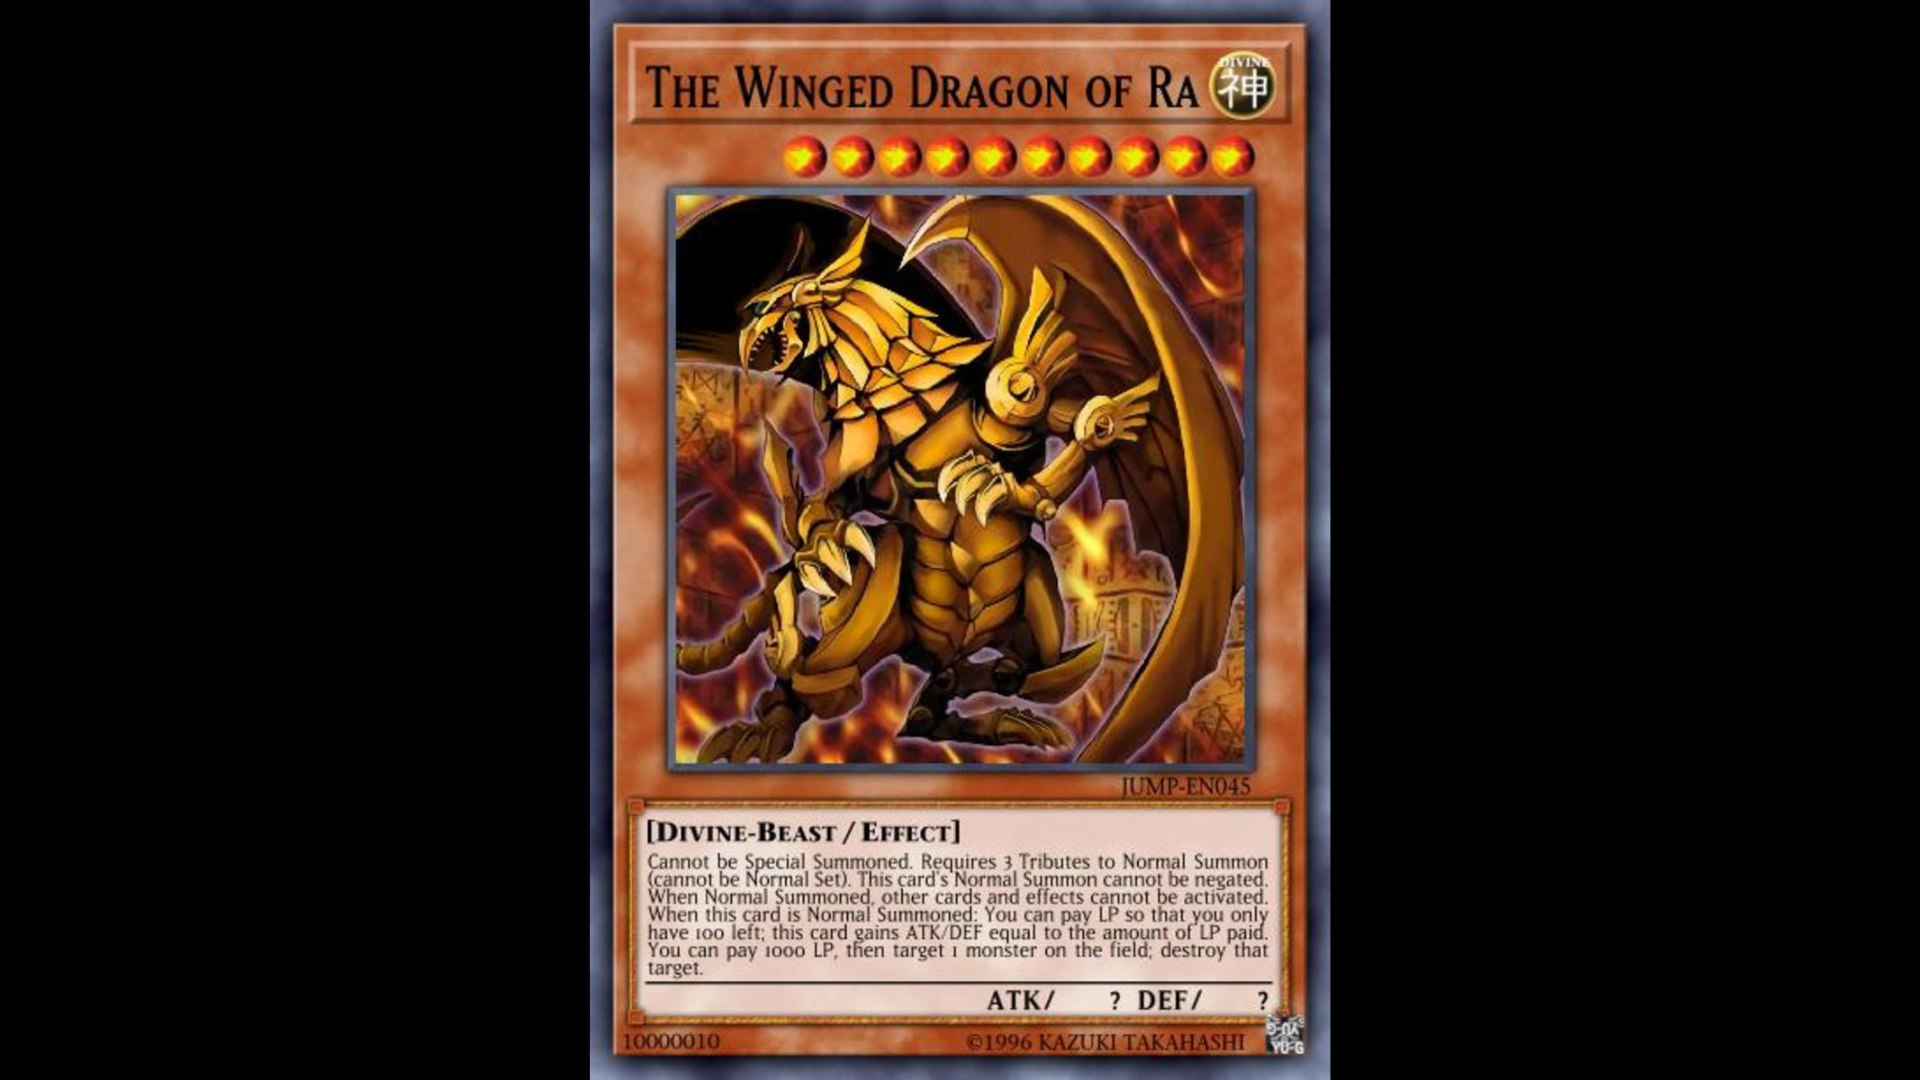 THE WINGED DRAGON OF RA
DIVINE
神
JUMP-EN045
[DIVINE-BEAST / EFFECT]
Cannot be Special Summoned. Requires 3 Tributes to Normal Summon
(cannot be Normal Set). This card's Normal Summon cannot be negated.
When Normal Summoned, other cards and effects cannot be activated.
When this card is Normal Summoned: You can pay LP so that you only
have 100 left; this card gains ATK/DEF equal to the amount of LP paid.
You can pay 1000 LP, then target 1 monster on the field; destroy that
target.
ATK/ ? DEF/ ?
10000010
©1996 KAZUKI TAKAHASHI